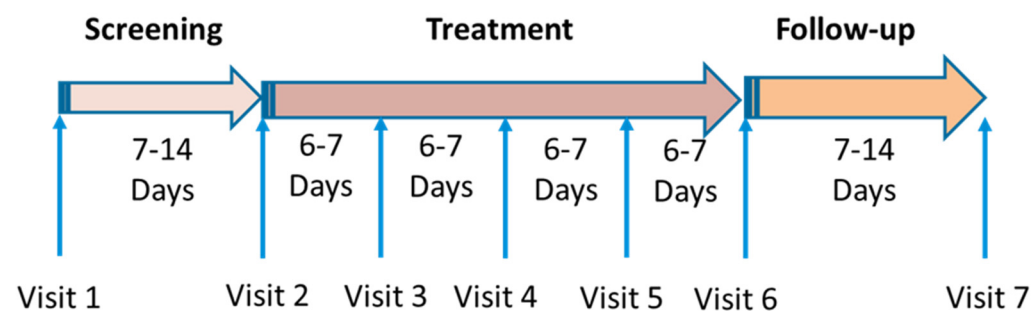 Screening
Treatment
Follow-up
7-14
Days
6-7
Days
6-7
Days
6-7
Days
6-7
Days
7-14
Days
Visit 1
Visit 2
Visit 3
Visit 4
Visit 5
Visit 6
Visit 7